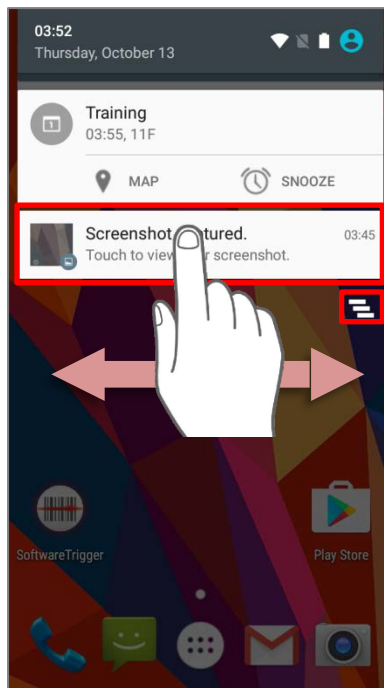 03:52
Thursday, October 13
1
Training
03:55, 11F
MAP SNOOZE
Screenshot 03:45
Touch to view screenshot.
SoftwareTrigger Play Store